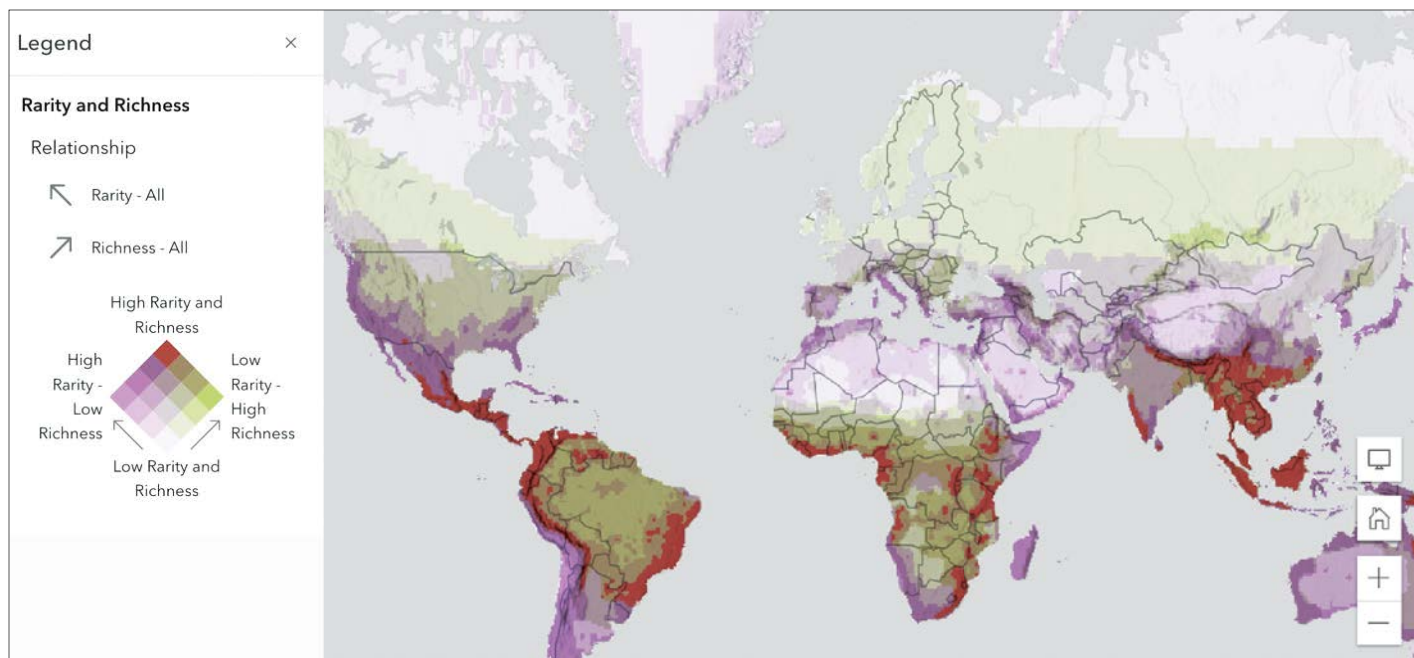 Legend
Rarity and Richness
Relationship
Rarity - All
Richness - All
High Rarity and
Richness
High
Rarity -
Low
Richness
Low
Rarity -
High
Richness
Low Rarity and
Richness